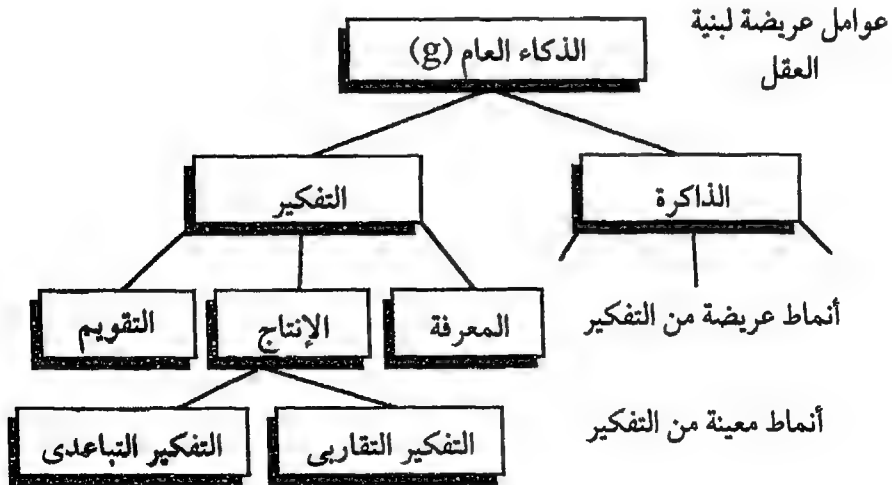 عوامل عريضة لبنية
العقل
الذكاء العام (g)
الذاكرة
التفكير
أنماط عريضة من التفكير
المعرفة
الإنتاج
التقويم
أنماط معينة من التفكير
التفكير التقاربى
التفكير التباعدى